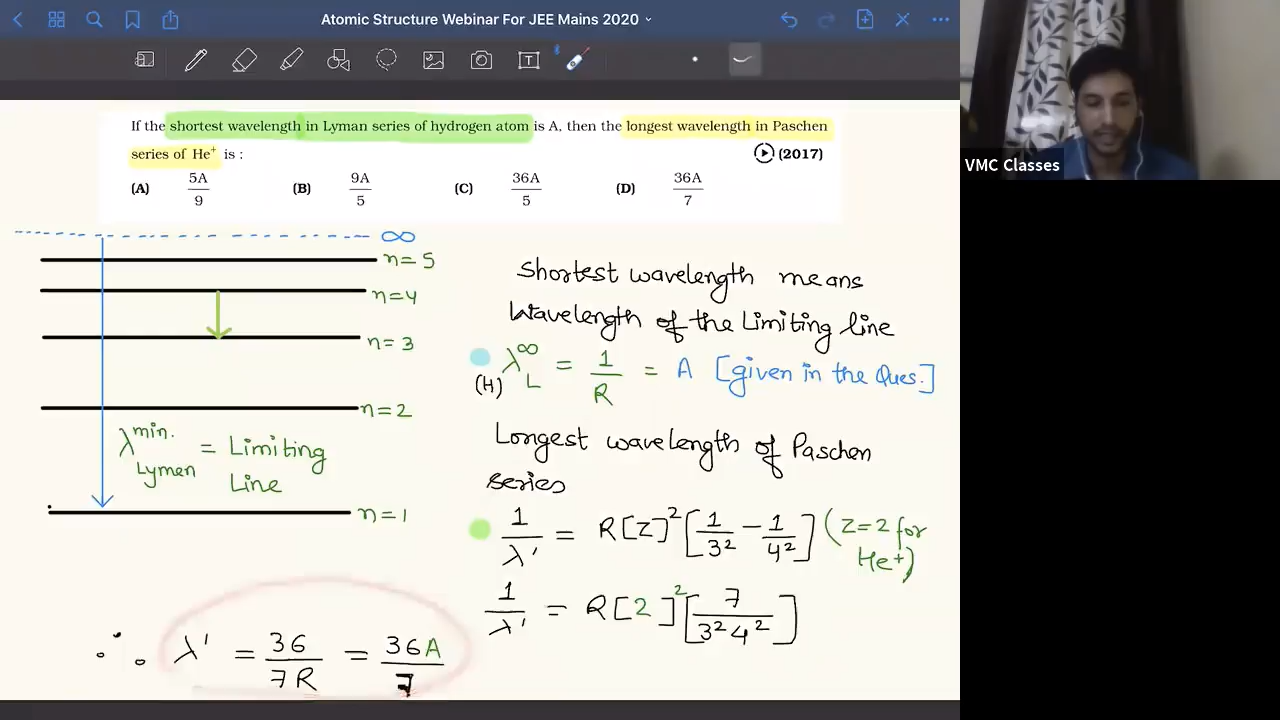 Atomic Structure Webinar For JEE Mains 2020
T
VMC Classes
If the shortest wavelength in Lyman series of hydrogen atom is A, then the longest wavelength in Paschen
series of He⁺ is : (2017)
(A) 5A/9 (B) 9A/5 (C) 36A/5 (D) 36A/7
∞
n=5
n=4
n=3
n=2
λ min. Lymen = Limiting
Line
n=1
Shortest wavelength means
Wavelength of the Limiting line
(H) λ_L^∞ = 1/R = A [given in the Ques.]
Longest wavelength of Paschen
series
1/λ' = R[Z]² [1/3² − 1/4²] (Z=2 for
He+)
1/λ' = R[2]² [7/3²4²]
∴ λ' = 36/7R = 36A/7